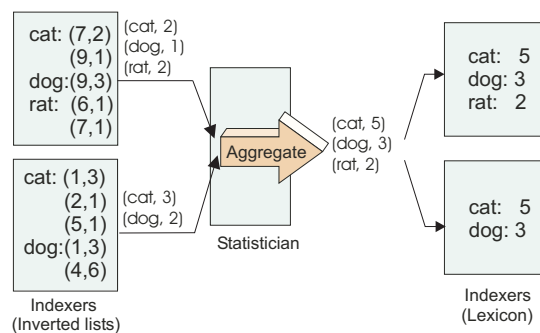 cat: (7,2)
(9,1)
dog:(9,3)
rat: (6,1)
(7,1)
(cat, 2)
(dog, 1)
(rat, 2)
cat: (1,3)
(2,1)
(5,1)
dog:(1,3)
(4,6)
(cat, 3)
(dog, 2)
Indexers
(Inverted lists)
Aggregate
Statistician
(cat, 5)
(dog, 3)
(rat, 2)
cat: 5
dog: 3
rat: 2
cat: 5
dog: 3
Indexers
(Lexicon)